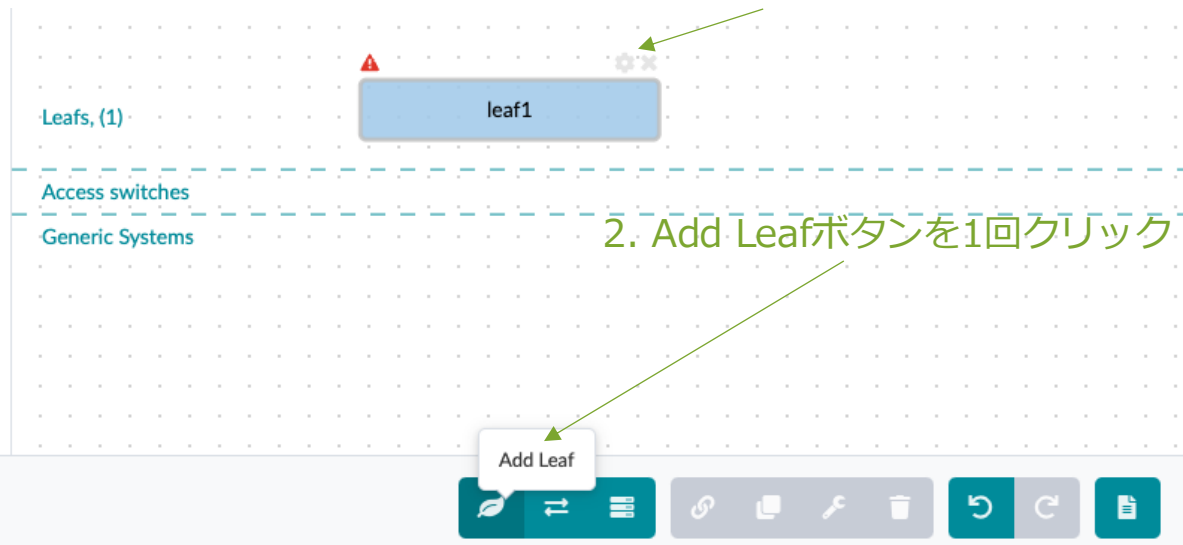 leaf1
Leafs, (1)
Access switches
Generic Systems
2. Add Leafボタンを1回クリック
Add Leaf